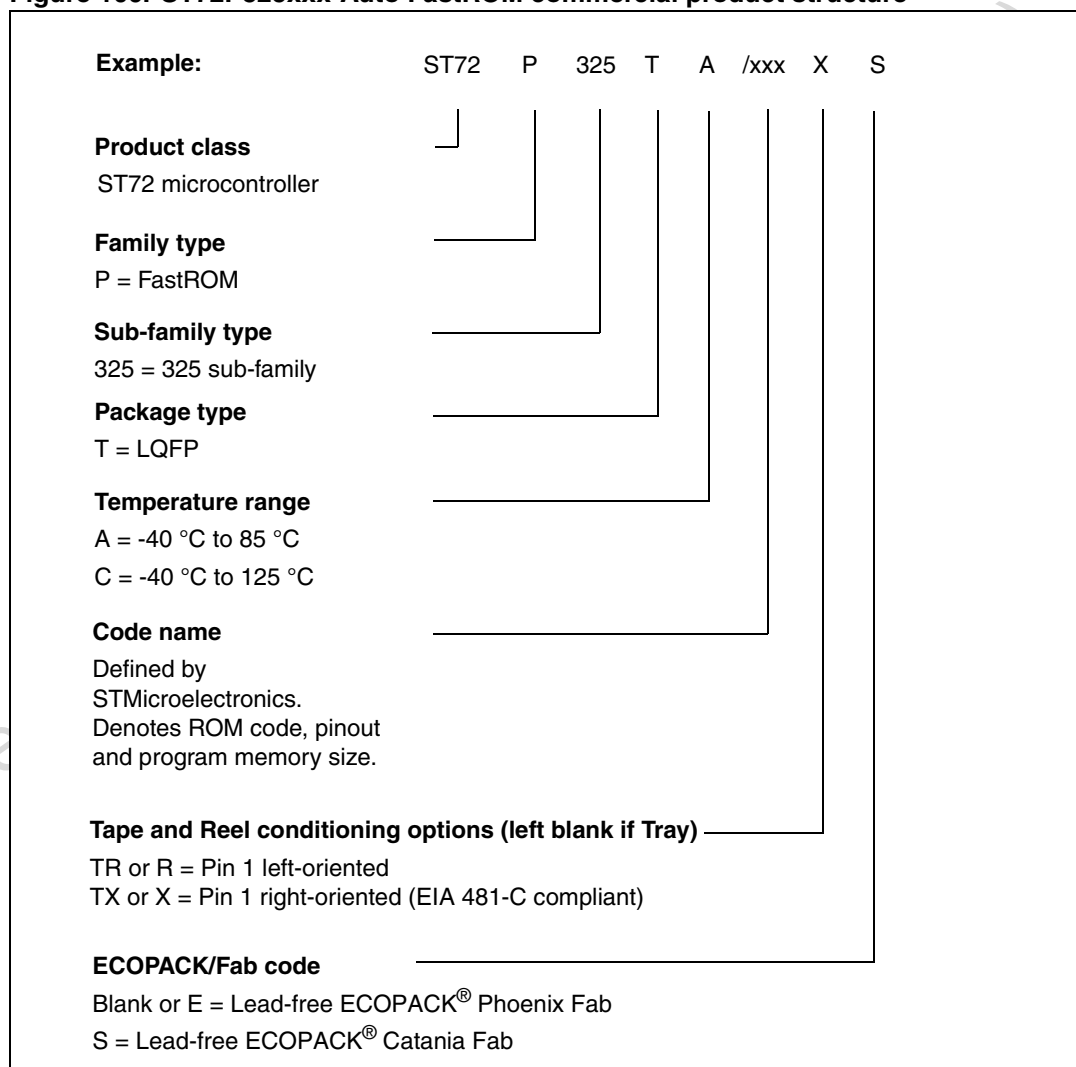 Example: ST72 P 325 T A /xxx X S
Product class
ST72 microcontroller
Family type
P = FastROM
Sub-family type
325 = 325 sub-family
Package type
T = LQFP
Temperature range
A = -40 °C to 85 °C
C = -40 °C to 125 °C
Code name
Defined by
STMicroelectronics.
Denotes ROM code, pinout
and program memory size.
Tape and Reel conditioning options (left blank if Tray)
TR or R = Pin 1 left-oriented
TX or X = Pin 1 right-oriented (EIA 481-C compliant)
ECOPACK/Fab code
Blank or E = Lead-free ECOPACK® Phoenix Fab
S = Lead-free ECOPACK® Catania Fab